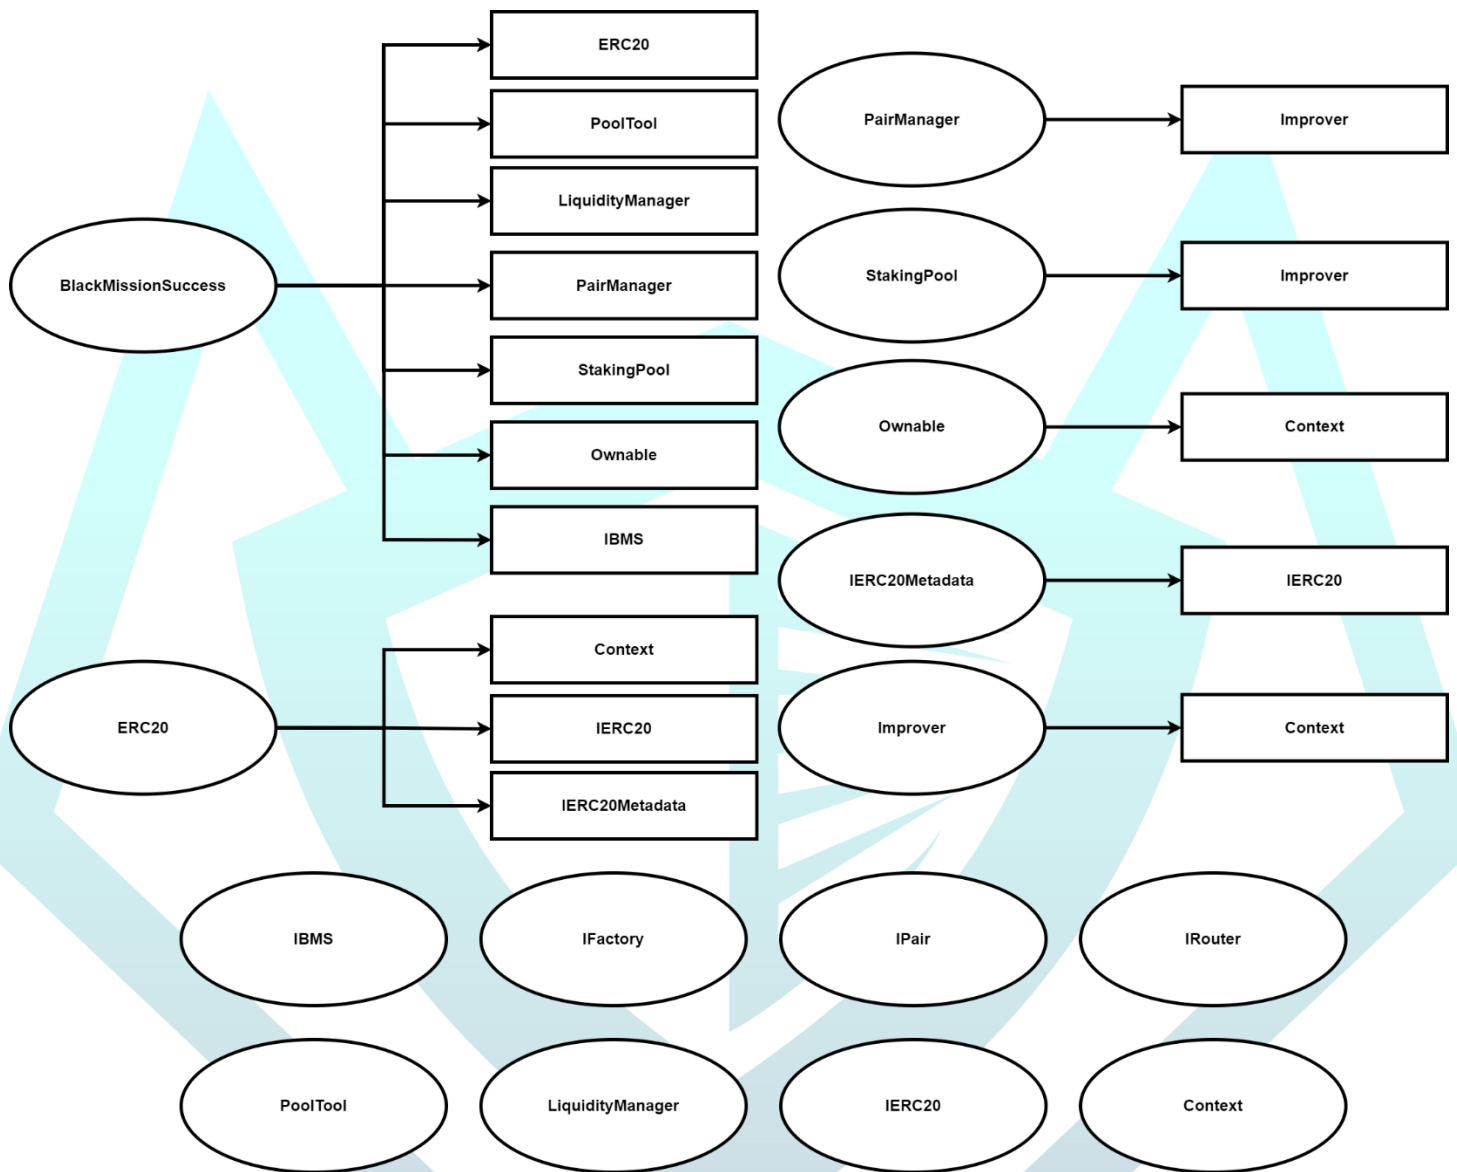 BlackMissionSuccess
ERC20
PoolTool
LiquidityManager
PairManager
StakingPool
Ownable
IBMS
ERC20
Context
IERC20
IERC20Metadata
PairManager
Improver
StakingPool
Improver
Ownable
Context
IERC20Metadata
IERC20
Improver
Context
IBMS
IFactory
IPair
IRouter
PoolTool
LiquidityManager
IERC20
Context